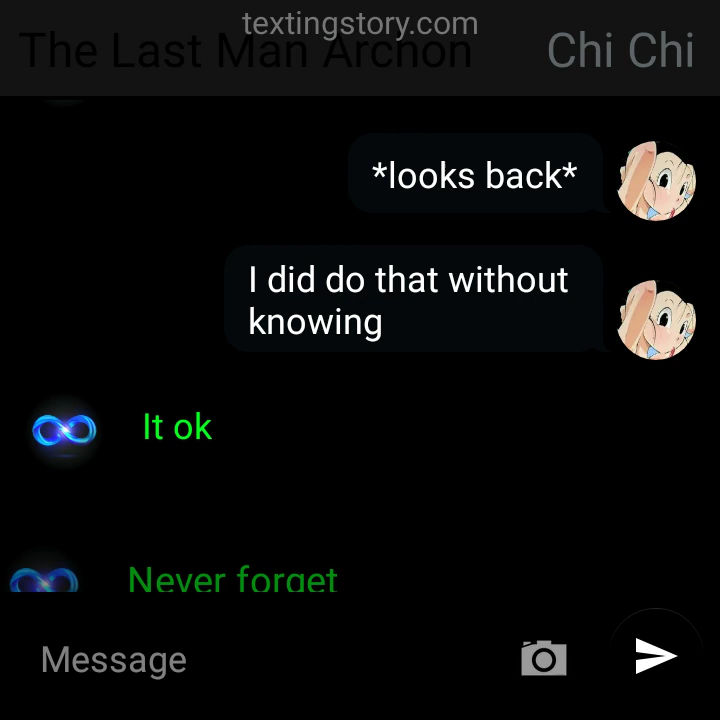 textingstory.com
The Last Man Archon
Chi Chi
*looks back*
I did do that without
knowing
It ok
Never forget
Message